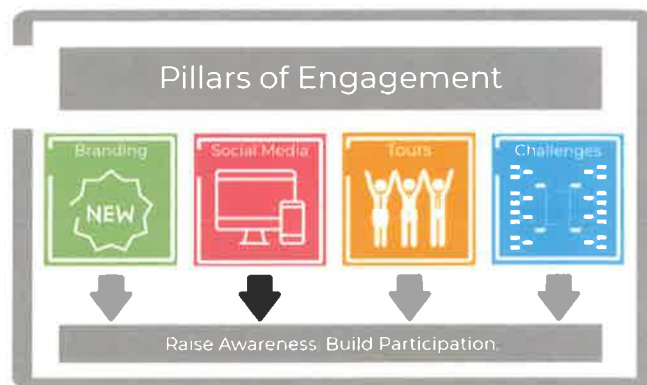 Pillars of Engagement
Branding
Social Media
Tours
Challenges
NEW
Raise Awareness Build Participation.